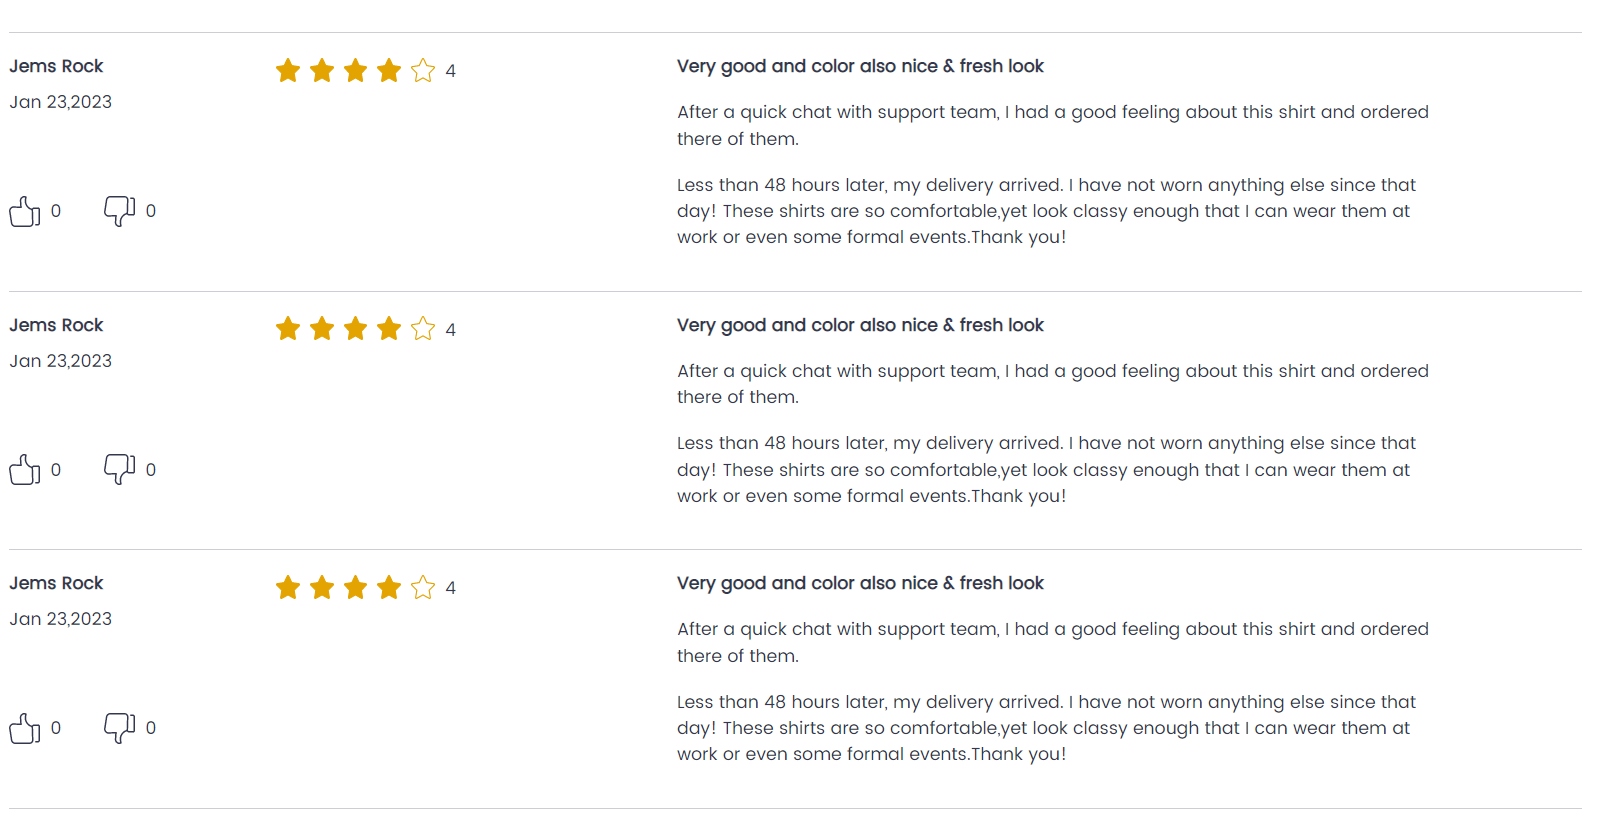 Jems Rock
4
Very good and color also nice & fresh look
Jan 23,2023
After a quick chat with support team, I had a good feeling about this shirt and ordered
there of them.
Less than 48 hours later, my delivery arrived. I have not worn anything else since that
day! These shirts are so comfortable,yet look classy enough that I can wear them at
work or even some formal events.Thank you!
0
0
Jems Rock
4
Very good and color also nice & fresh look
Jan 23,2023
After a quick chat with support team, I had a good feeling about this shirt and ordered
there of them.
Less than 48 hours later, my delivery arrived. I have not worn anything else since that
day! These shirts are so comfortable,yet look classy enough that I can wear them at
work or even some formal events.Thank you!
0
0
Jems Rock
4
Very good and color also nice & fresh look
Jan 23,2023
After a quick chat with support team, I had a good feeling about this shirt and ordered
there of them.
Less than 48 hours later, my delivery arrived. I have not worn anything else since that
day! These shirts are so comfortable,yet look classy enough that I can wear them at
work or even some formal events.Thank you!
0
0